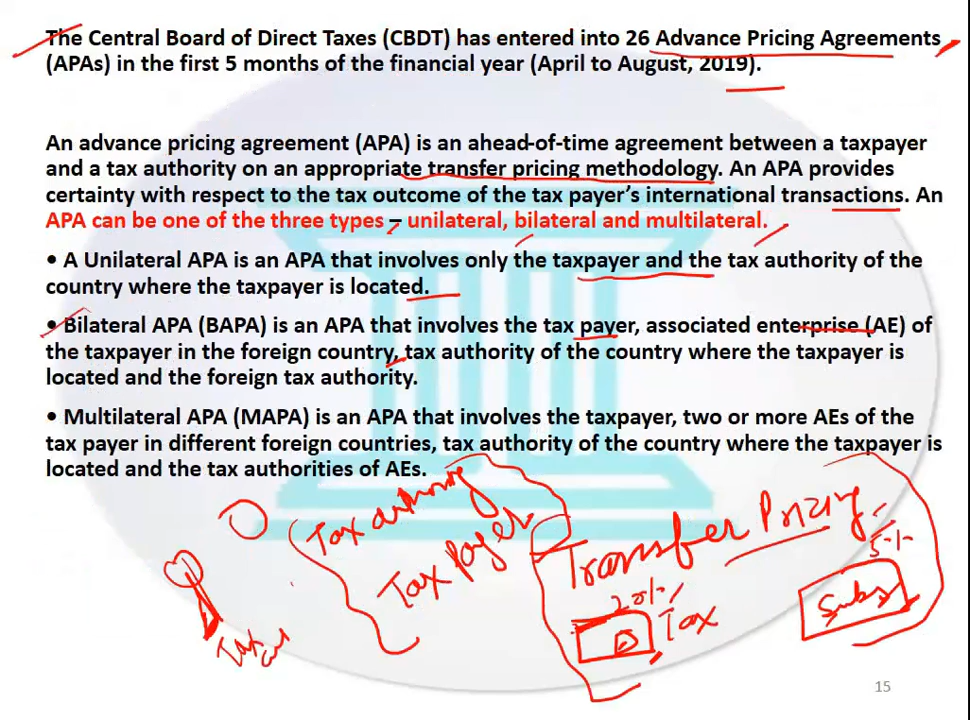 The Central Board of Direct Taxes (CBDT) has entered into 26 Advance Pricing Agreements
(APAs) in the first 5 months of the financial year (April to August, 2019).
An advance pricing agreement (APA) is an ahead-of-time agreement between a taxpayer
and a tax authority on an appropriate transfer pricing methodology. An APA provides
certainty with respect to the tax outcome of the tax payer's international transactions. An
APA can be one of the three types – unilateral, bilateral and multilateral.
• A Unilateral APA is an APA that involves only the taxpayer and the tax authority of the
country where the taxpayer is located.
• Bilateral APA (BAPA) is an APA that involves the tax payer, associated enterprise (AE) of
the taxpayer in the foreign country, tax authority of the country where the taxpayer is
located and the foreign tax authority.
• Multilateral APA (MAPA) is an APA that involves the taxpayer, two or more AEs of the
tax payer in different foreign countries, tax authority of the country where the taxpayer is
located and the tax authorities of AEs.
Tax authority
Tax payer
Transfer Pricing
5%
20%
Tax
Subsy
Tax
15